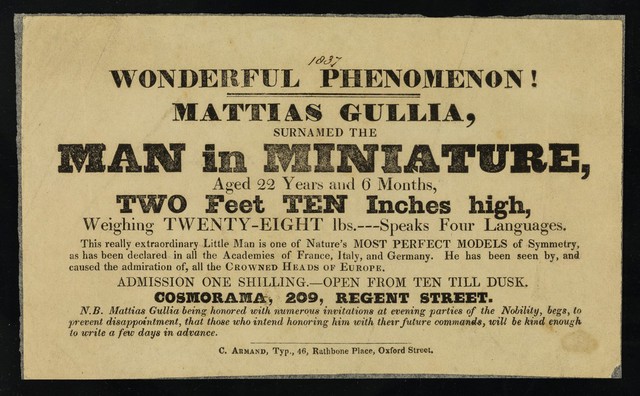 1837
WONDERFUL PHENOMENON!
MATTIAS GULLIA,
SURNAMED THE
MAN in MINIATURE,
Aged 22 Years and 6 Months,
TWO Feet TEN Inches high,
Weighing TWENTY-EIGHT lbs.---Speaks Four Languages.
This really extraordinary Little Man is one of Nature's MOST PERFECT MODELS of Symmetry,
as has been declared in all the Academies of France, Italy, and Germany. He has been seen by, and
caused the admiration of, all the CROWNED HEADS OF EUROPE.
ADMISSION ONE SHILLING.—OPEN FROM TEN TILL DUSK.
COSMORAMA, 209, REGENT STREET.
N.B. Mattias Gullia being honored with numerous invitations at evening parties of the Nobility, begs, to
prevent disappointment, that those who intend honoring him with their future commands, will be kind enough
to write a few days in advance.
C. ARMAND, Typ., 46, Rathbone Place, Oxford Street.